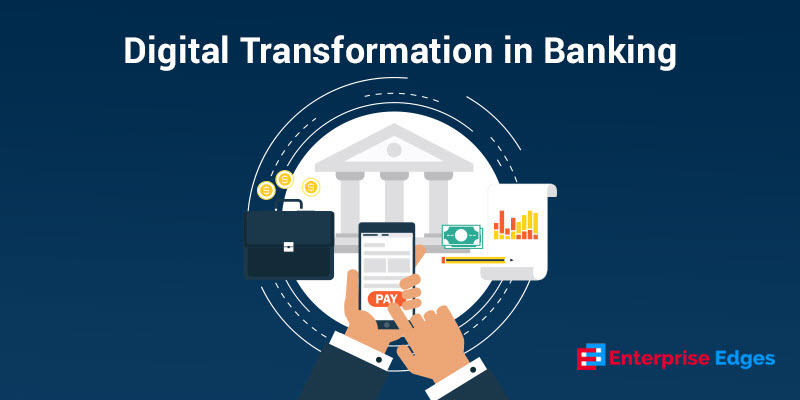 Digital Transformation in Banking
PAY
Enterprise Edges